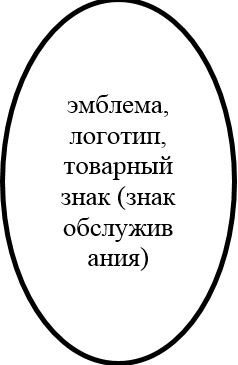 эмблема,
логотип,
товарный
знак (знак
обслужив
ания)